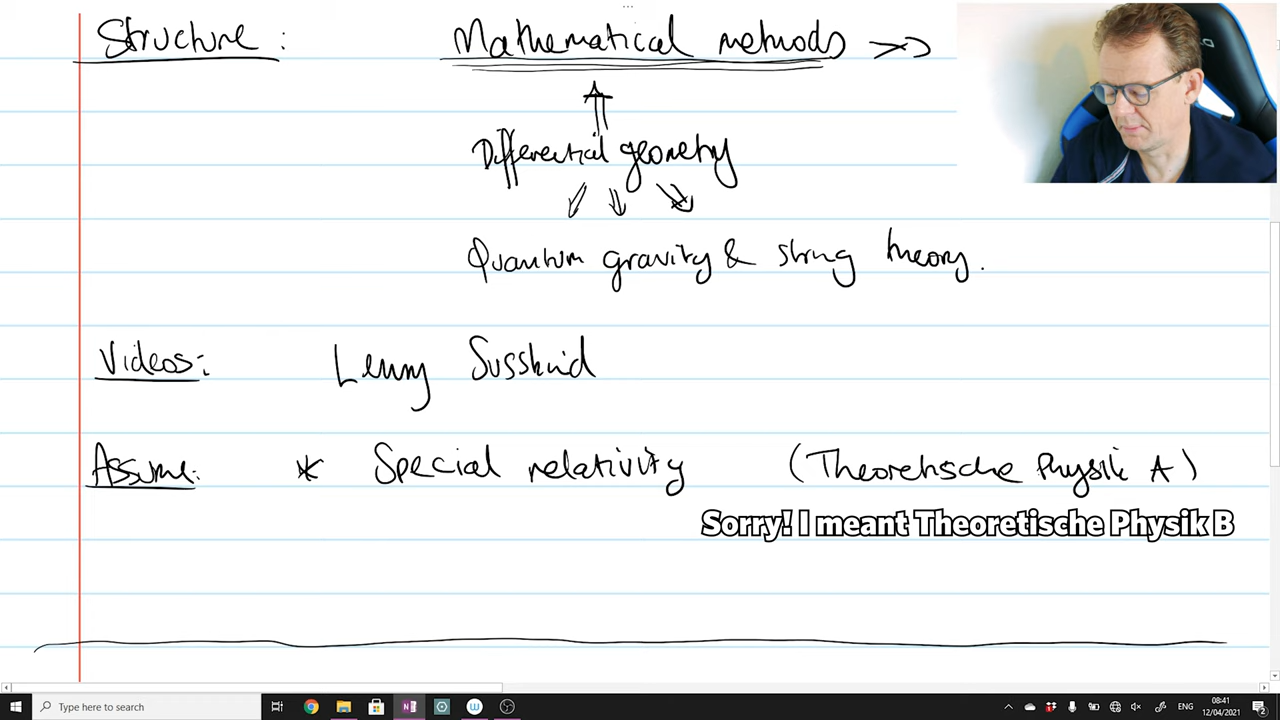 Structure: Mathematical methods >>
Differential geometry
Quantum gravity & string theory.
Videos: Lenny Susskind
Assume: * Special relativity (Theoretische Physik A)
Sorry! I meant Theoretische Physik B
Type here to search
ENG
08:41
12/04/2021